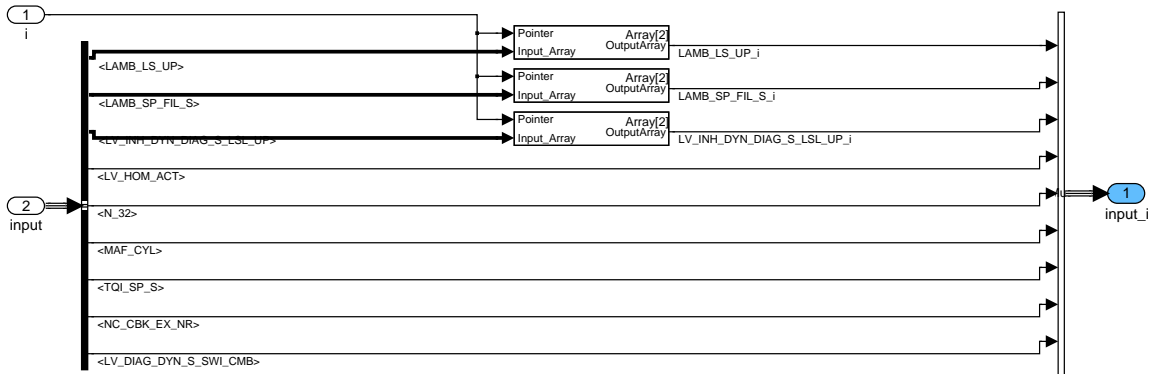 1
i
Pointer Array[2]
Input_Array OutputArray
LAMB_LS_UP_i
<LAMB_LS_UP>
Pointer Array[2]
Input_Array OutputArray
LAMB_SP_FIL_S_i
<LAMB_SP_FIL_S>
Pointer Array[2]
Input_Array OutputArray
LV_INH_DYN_DIAG_S_LSL_UP_i
<LV_INH_DYN_DIAG_S_LSL_UP>
<LV_HOM_ACT>
2
input
<N_32>
1
input_i
<MAF_CYL>
<TQI_SP_S>
<NC_CBK_EX_NR>
<LV_DIAG_DYN_S_SWI_CMB>